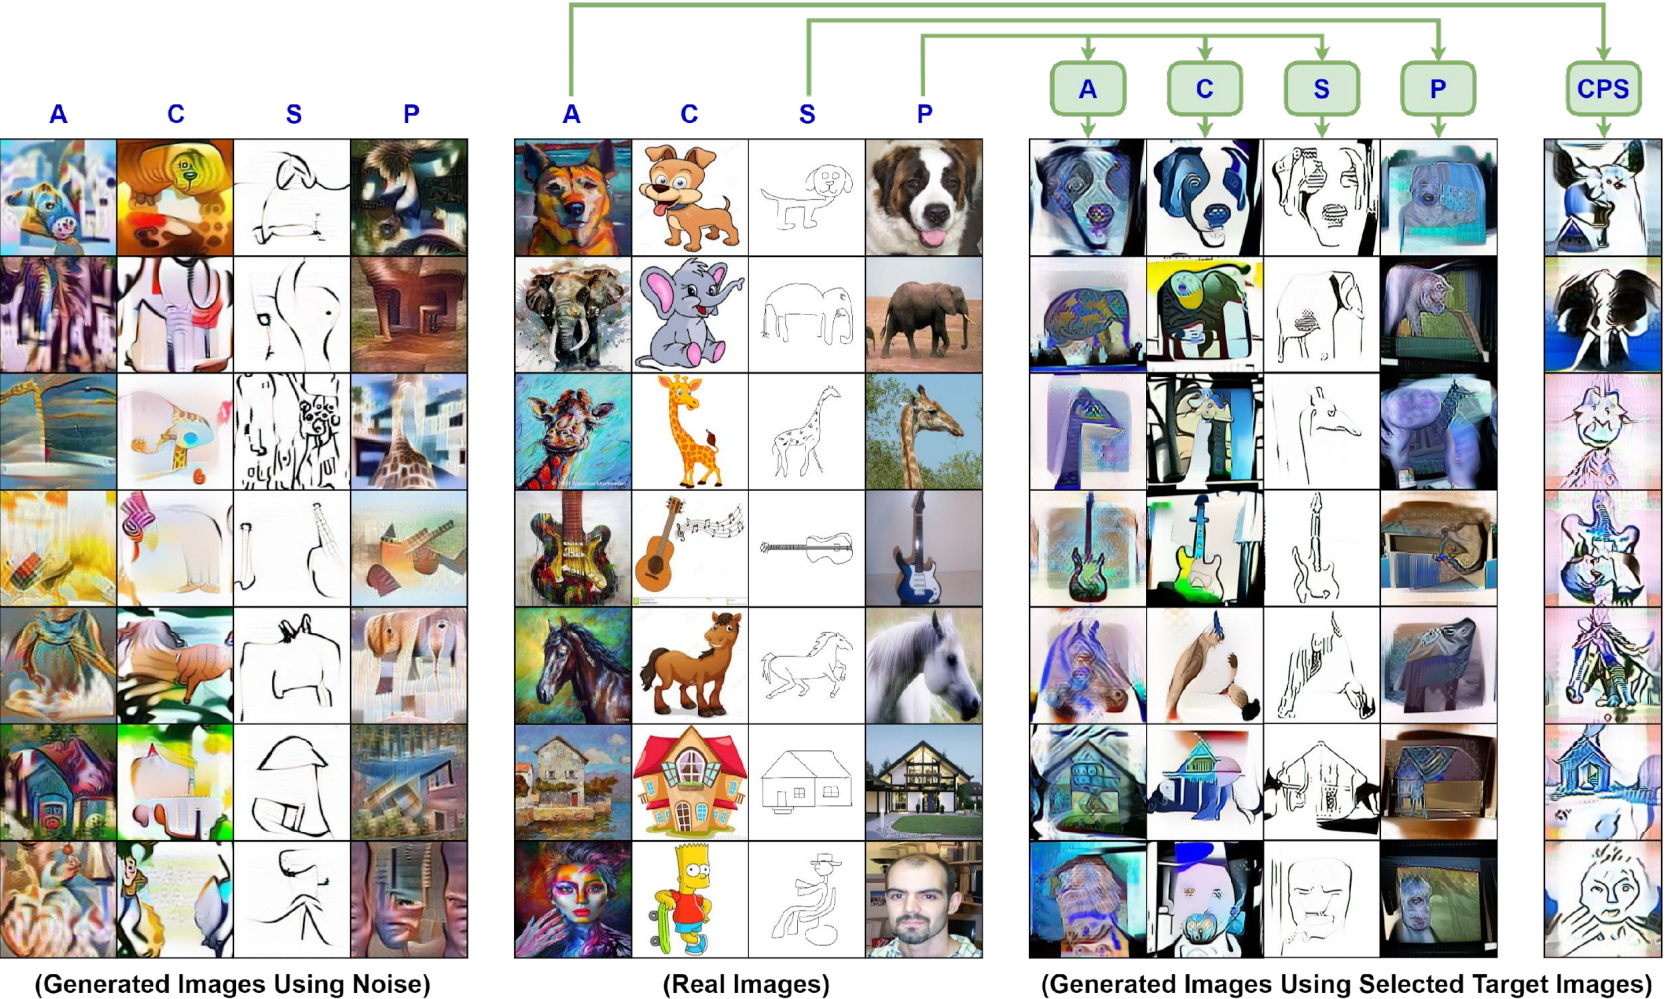 A C S P CPS
A C S P
A C S P
(Generated Images Using Noise)
(Real Images)
(Generated Images Using Selected Target Images)